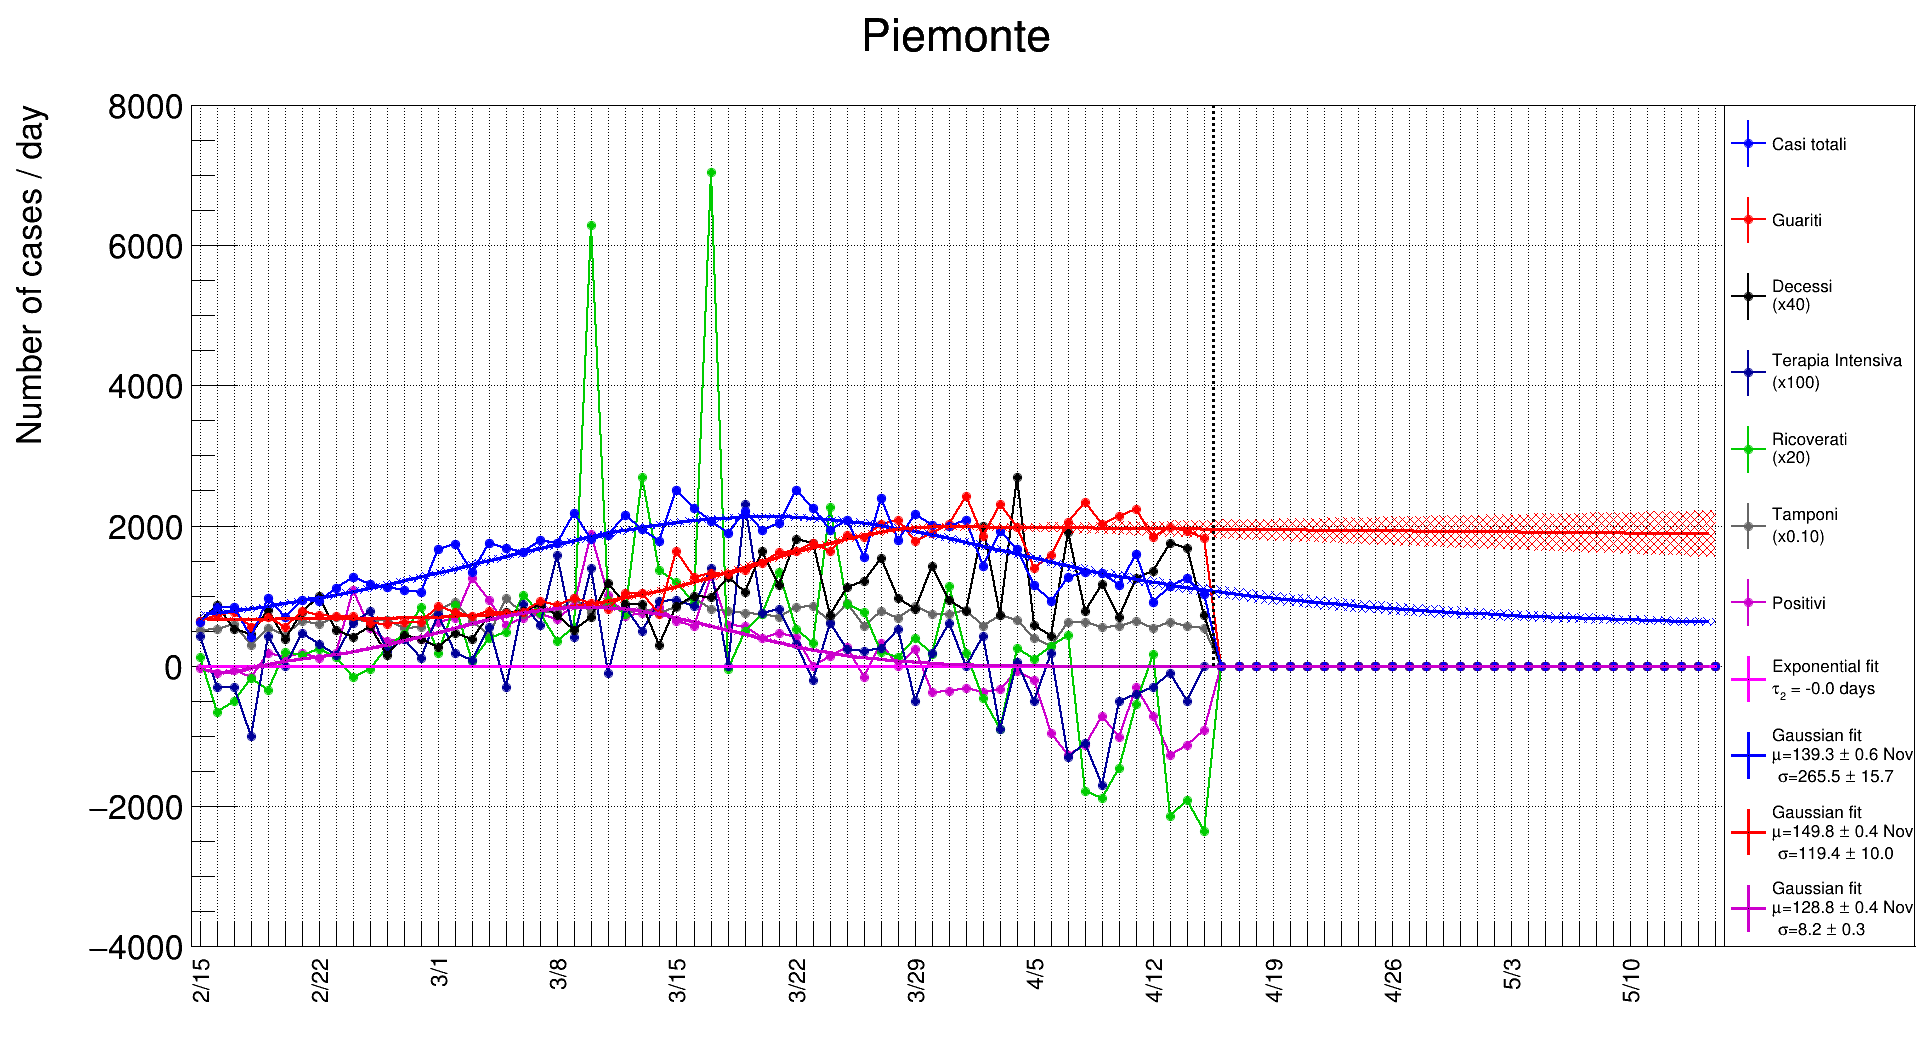 Piemonte
Number of cases / day
8000
6000
4000
2000
0
−2000
−4000
2/15
2/22
3/1
3/8
3/15
3/22
3/29
4/5
4/12
4/19
4/26
5/3
5/10
Casi totali
Guariti
Decessi
(x40)
Terapia Intensiva
(x100)
Ricoverati
(x20)
Tamponi
(x0.10)
Positivi
Exponential fit
τ2 = -0.0 days
Gaussian fit
μ=139.3 ± 0.6 Nov
σ=265.5 ± 15.7
Gaussian fit
μ=149.8 ± 0.4 Nov
σ=119.4 ± 10.0
Gaussian fit
μ=128.8 ± 0.4 Nov
σ=8.2 ± 0.3